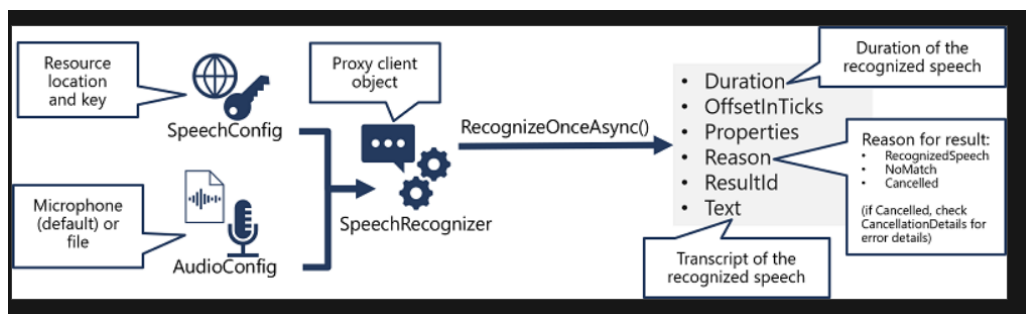 Resource
location
and key
SpeechConfig
Microphone
(default) or
file
AudioConfig
Proxy client
object
SpeechRecognizer
RecognizeOnceAsync()
• Duration
• OffsetInTicks
• Properties
• Reason
• ResultId
• Text
Duration of the
recognized speech
Reason for result:
• RecognizedSpeech
• NoMatch
• Cancelled
(if Cancelled, check
CancellationDetails for
error details)
Transcript of the
recognized speech